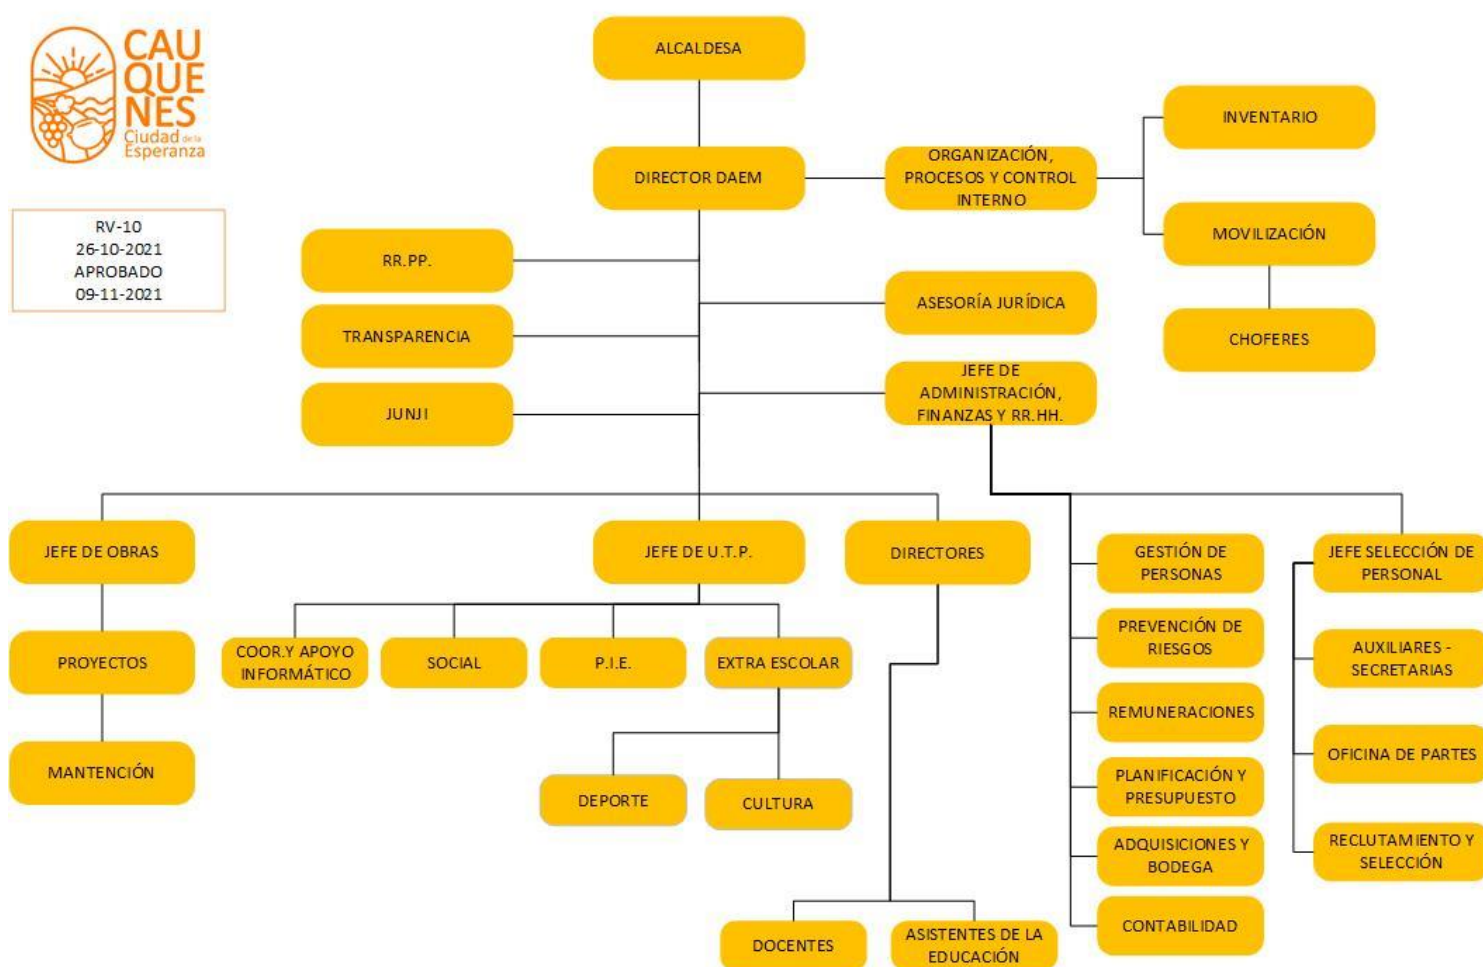 CAU
QUE
NES
Ciudad de la
Esperanza
RV-10
26-10-2021
APROBADO
09-11-2021
ALCALDESA
DIRECTOR DAEM
ORGANIZACIÓN,
PROCESOS Y CONTROL
INTERNO
INVENTARIO
MOVILIZACIÓN
CHOFERES
RR.PP.
TRANSPARENCIA
JUNJI
ASESORÍA JURÍDICA
JEFE DE
ADMINISTRACIÓN,
FINANZAS Y RR.HH.
JEFE DE OBRAS
PROYECTOS
MANTENCIÓN
JEFE DE U.T.P.
COOR.Y APOYO
INFORMÁTICO
SOCIAL
P.I.E.
EXTRA ESCOLAR
DEPORTE
CULTURA
DIRECTORES
DOCENTES
ASISTENTES DE LA
EDUCACIÓN
GESTIÓN DE
PERSONAS
PREVENCIÓN DE
RIESGOS
REMUNERACIONES
PLANIFICACIÓN Y
PRESUPUESTO
ADQUISICIONES Y
BODEGA
CONTABILIDAD
JEFE SELECCIÓN DE
PERSONAL
AUXILIARES -
SECRETARIAS
OFICINA DE PARTES
RECLUTAMIENTO Y
SELECCIÓN